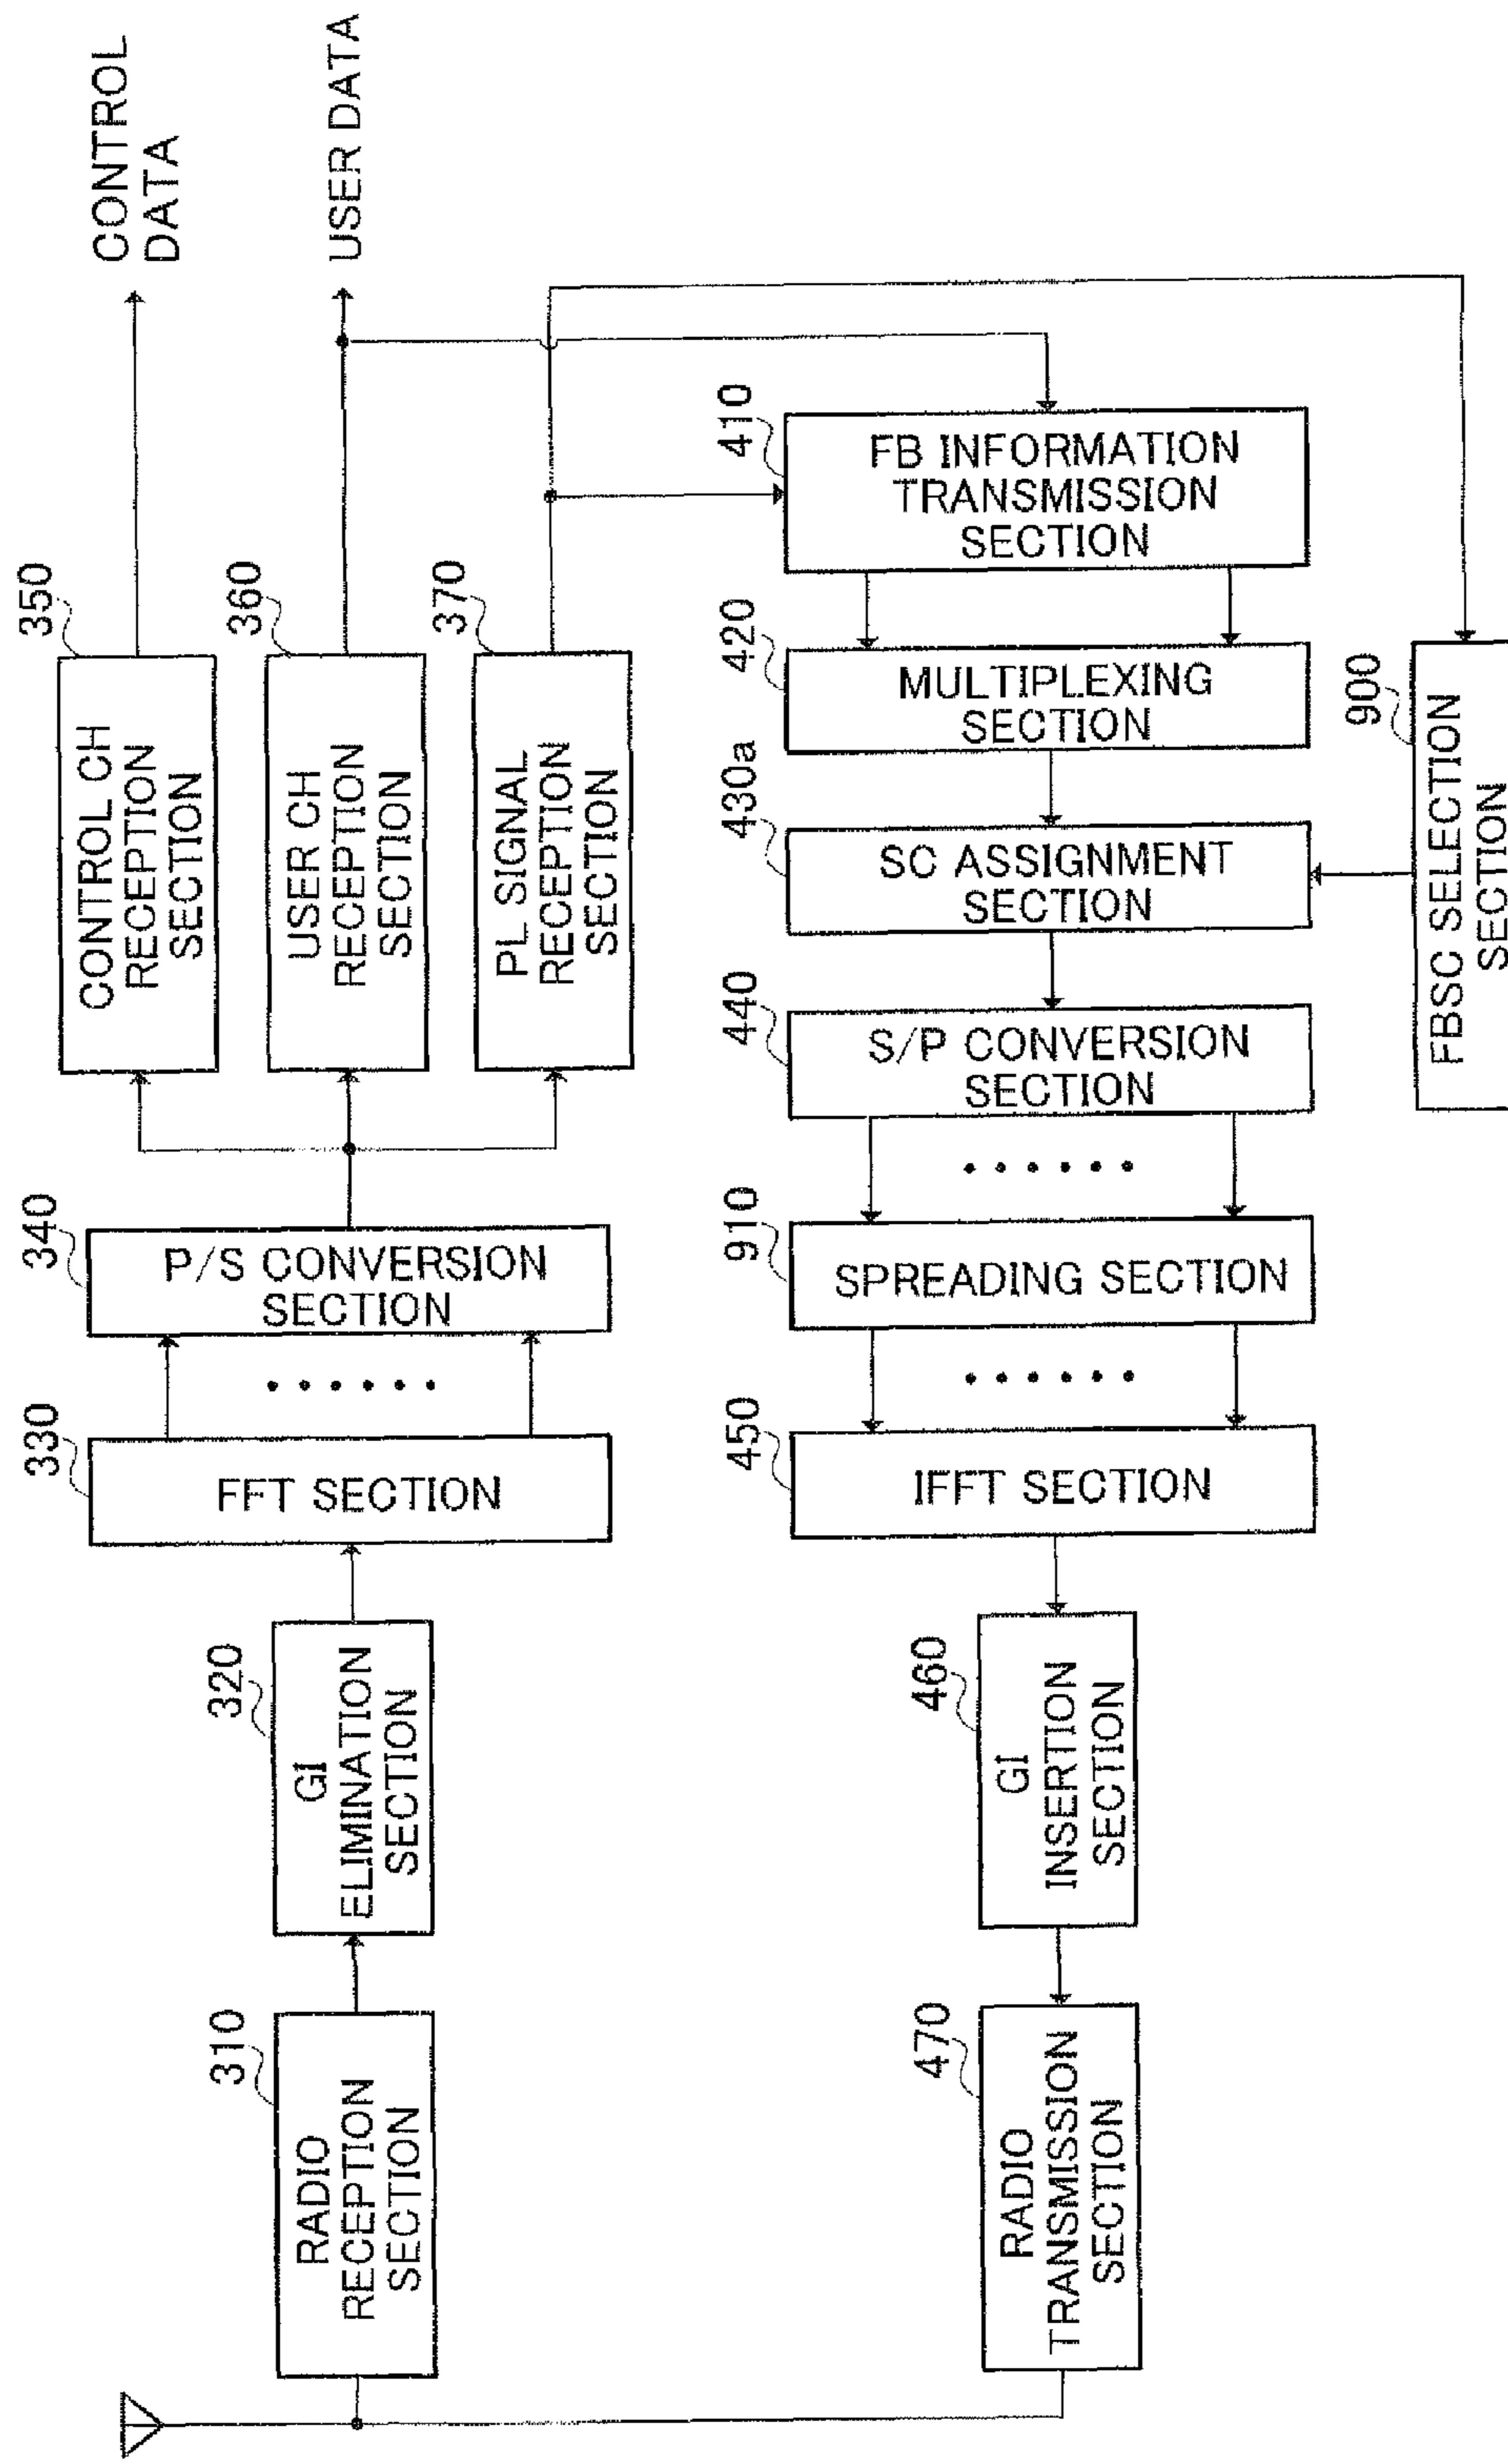 310
RADIO
RECEPTION
SECTION
320
GI
ELIMINATION
SECTION
330
FFT SECTION
340
P/S CONVERSION
SECTION
350
CONTROL CH
RECEPTION
SECTION
CONTROL
DATA
360
USER CH
RECEPTION
SECTION
USER DATA
370
PL SIGNAL
RECEPTION
SECTION
410
FB INFORMATION
TRANSMISSION
SECTION
420
MULTIPLEXING
SECTION
430a
SC ASSIGNMENT
SECTION
440
S/P CONVERSION
SECTION
910
SPREADING SECTION
450
IFFT SECTION
460
GI
INSERTION
SECTION
470
RADIO
TRANSMISSION
SECTION
900
FBSC SELECTION
SECTION